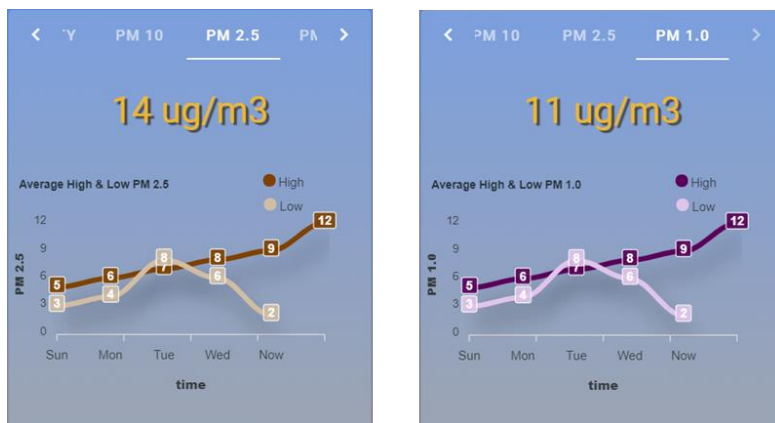 PM 10 PM 2.5
14 ug/m3
Average High & Low PM 2.5
High
Low
12
9
6
3
0
PM 2.5
5 6 7 8 9 12
3 4 8 6 2
Sun Mon Tue Wed Now
time
PM 10 PM 2.5 PM 1.0
11 ug/m3
Average High & Low PM 1.0
High
Low
12
9
6
3
0
PM 1.0
5 6 7 8 9 12
3 4 8 6 2
Sun Mon Tue Wed Now
time